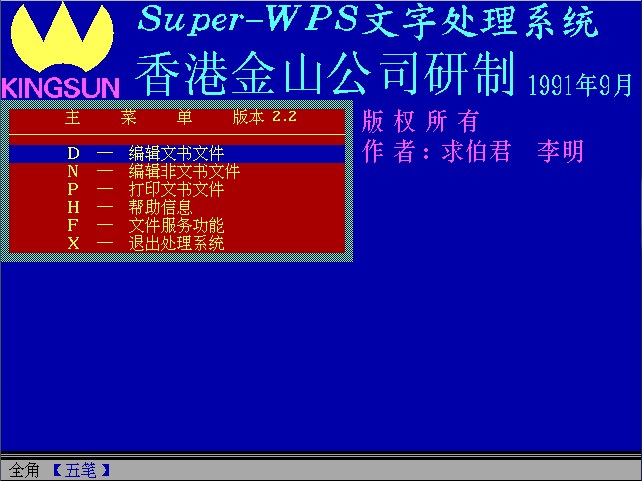 Super-WPS文字处理系统
KINGSUN
香港金山公司研制 1991年9月
主 菜 单 版本 2.2
D — 编辑文书文件
N — 编辑非文书文件
P — 打印文书文件
H — 帮助信息
F — 文件服务功能
X — 退出处理系统
版 权 所 有
作 者：求伯君 李明
全角 【五笔】